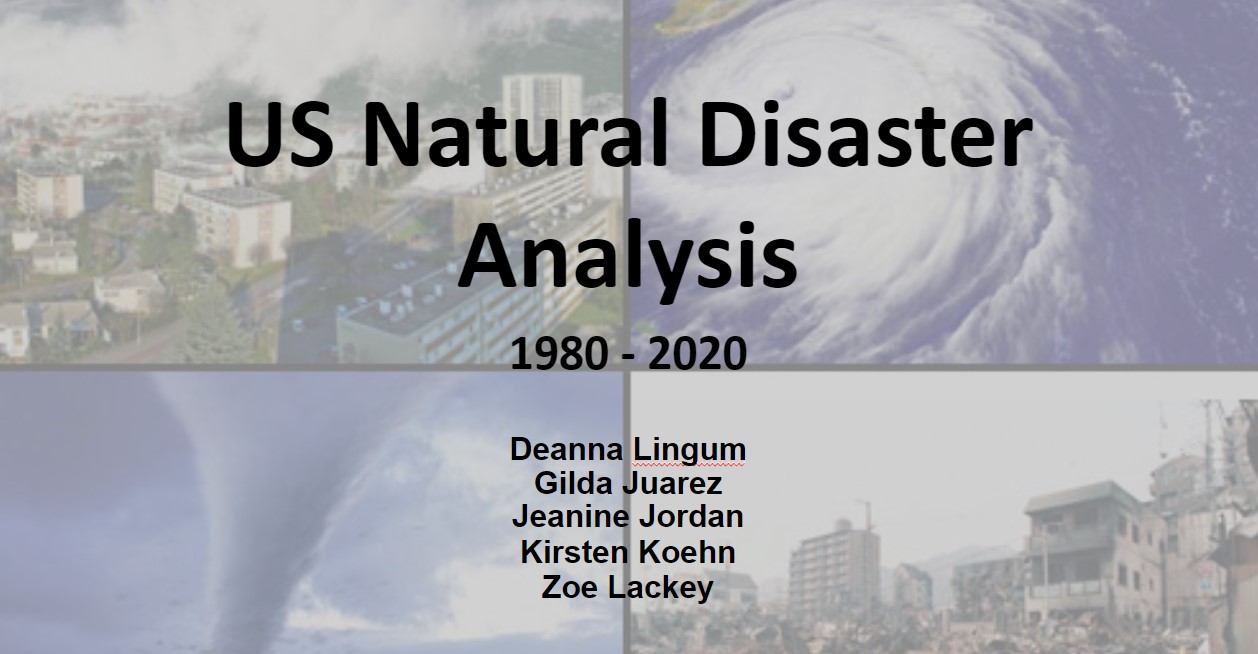 US Natural Disaster
Analysis
1980 - 2020
Deanna Lingum
Gilda Juarez
Jeanine Jordan
Kirsten Koehn
Zoe Lackey